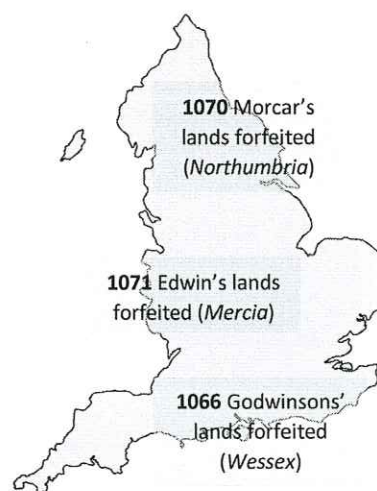 1070 Morcar's
lands forfeited
(Northumbria)
1071 Edwin's lands
forfeited (Mercia)
1066 Godwinsons'
lands forfeited
(Wessex)